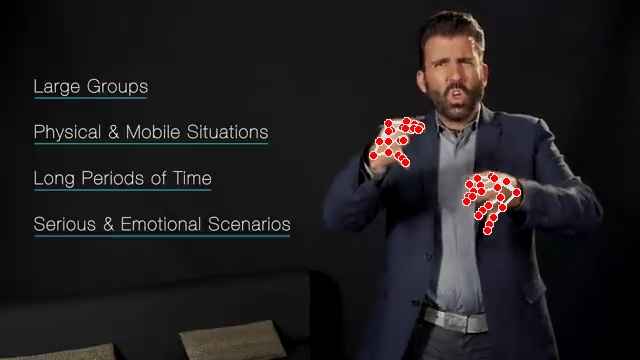 Large Groups
Physical & Mobile Situations
Long Periods of Time
Serious & Emotional Scenarios